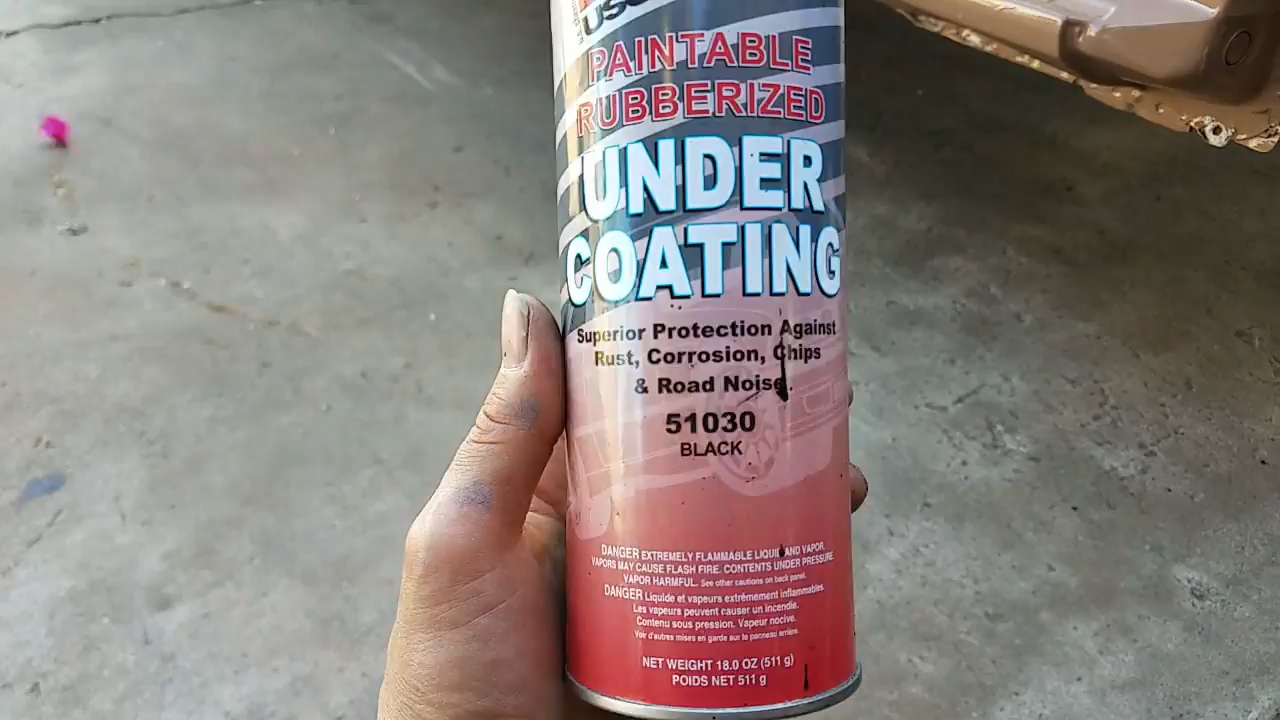 PAINTABLE
RUBBERIZED
UNDER
COATING
Superior Protection Against
Rust, Corrosion, Chips
& Road Noise.
51030
BLACK
DANGER EXTREMELY FLAMMABLE LIQUID AND VAPOR.
VAPORS MAY CAUSE FLASH FIRE. CONTENTS UNDER PRESSURE.
VAPOR HARMFUL. See other cautions on back panel.
DANGER Liquide et vapeurs extrêmement inflammables.
Les vapeurs peuvent causer un incendie.
Contenu sous pression. Vapeur nocive.
Voir d'autres mises en garde sur le panneau arrière.
NET WEIGHT 18.0 OZ (511 g)
POIDS NET 511 g